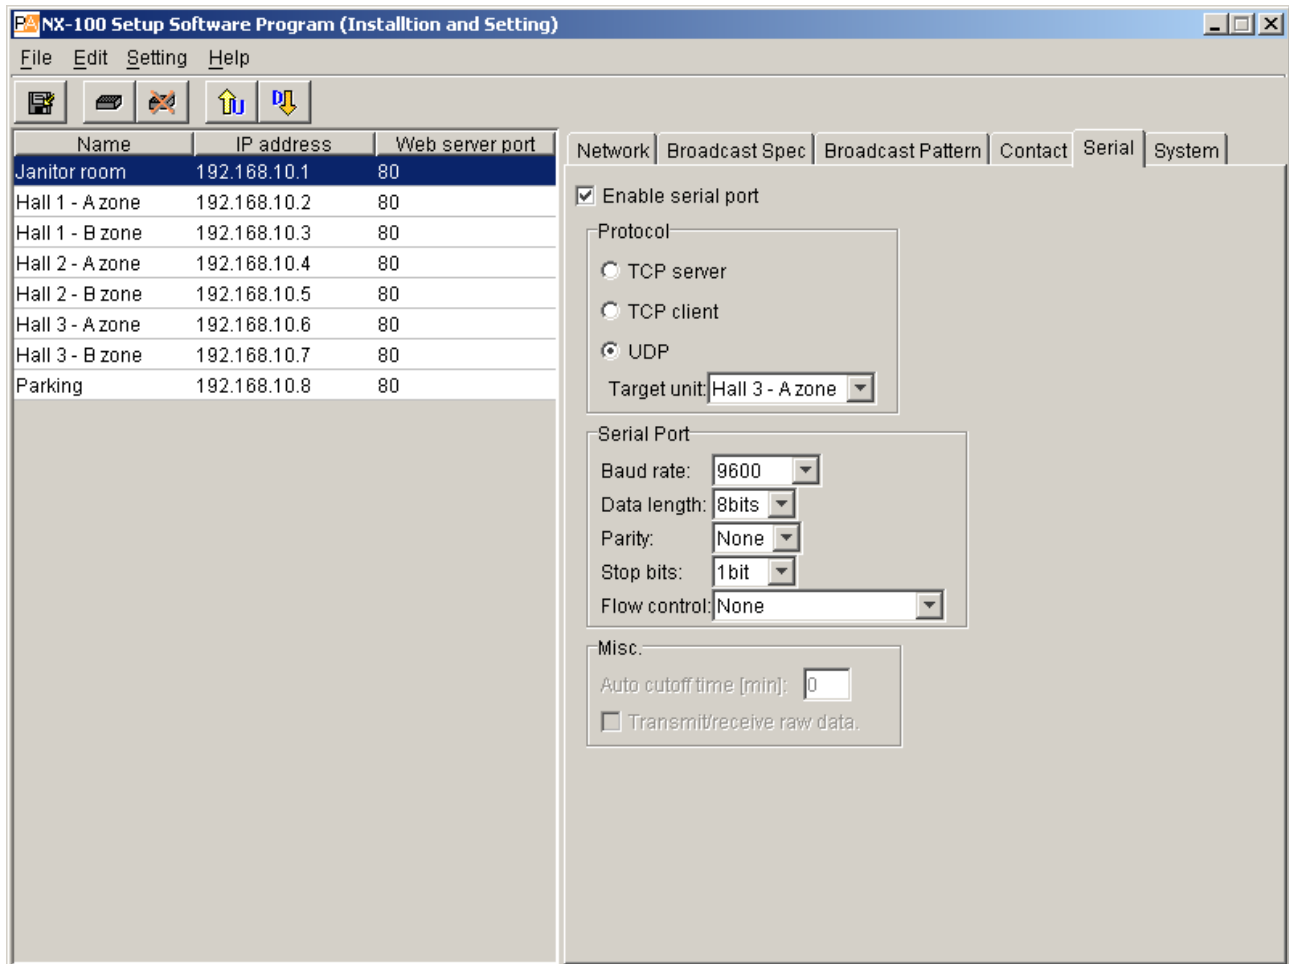 NX-100 Setup Software Program (Installtion and Setting)
File Edit Setting Help
U D
Name IP address Web server port
Janitor room 192.168.10.1 80
Hall 1 - A zone 192.168.10.2 80
Hall 1 - B zone 192.168.10.3 80
Hall 2 - A zone 192.168.10.4 80
Hall 2 - B zone 192.168.10.5 80
Hall 3 - A zone 192.168.10.6 80
Hall 3 - B zone 192.168.10.7 80
Parking 192.168.10.8 80
Network Broadcast Spec Broadcast Pattern Contact Serial System
Enable serial port
Protocol
TCP server
TCP client
UDP
Target unit: Hall 3 - A zone
Serial Port
Baud rate: 9600
Data length: 8bits
Parity: None
Stop bits: 1bit
Flow control: None
Misc.
Auto cutoff time [min]: 0
Transmit/receive raw data.